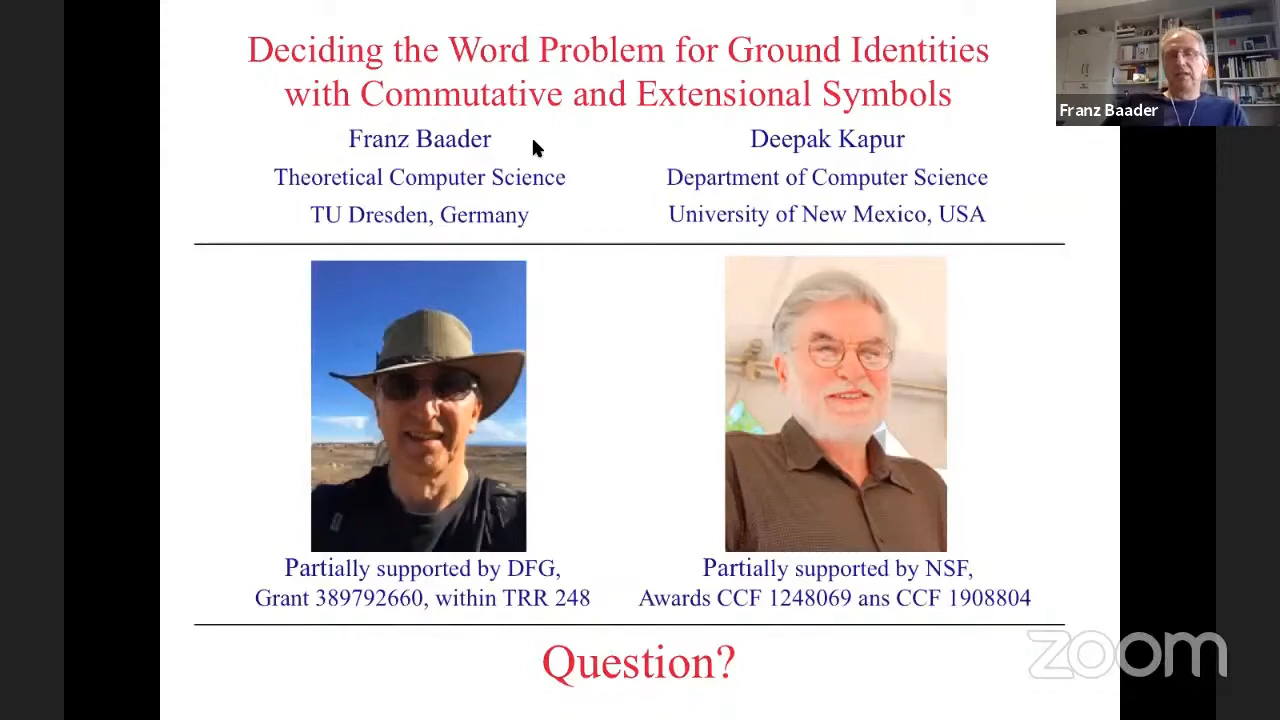 Deciding the Word Problem for Ground Identities
with Commutative and Extensional Symbols
Franz Baader
Deepak Kapur
Theoretical Computer Science
Department of Computer Science
TU Dresden, Germany
University of New Mexico, USA
Franz Baader
Partially supported by DFG,
Grant 389792660, within TRR 248
Partially supported by NSF,
Awards CCF 1248069 ans CCF 1908804
Question?
zoom